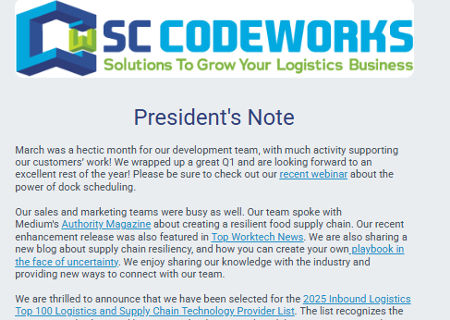 SC CODEWORKS
Solutions To Grow Your Logistics Business
President's Note
March was a hectic month for our development team, with much activity supporting
our customers' work! We wrapped up a great Q1 and are looking forward to an
excellent rest of the year! Please be sure to check out our recent webinar about the
power of dock scheduling.
Our sales and marketing teams were busy as well. Our team spoke with
Medium's Authority Magazine about creating a resilient food supply chain. Our recent
enhancement release was also featured in Top Worktech News. We are also sharing a
new blog about supply chain resiliency, and how you can create your own playbook in
the face of uncertainty. We enjoy sharing our knowledge with the industry and
providing new ways to connect with our team.
We are thrilled to announce that we have been selected for the 2025 Inbound Logistics
Top 100 Logistics and Supply Chain Technology Provider List. The list recognizes the